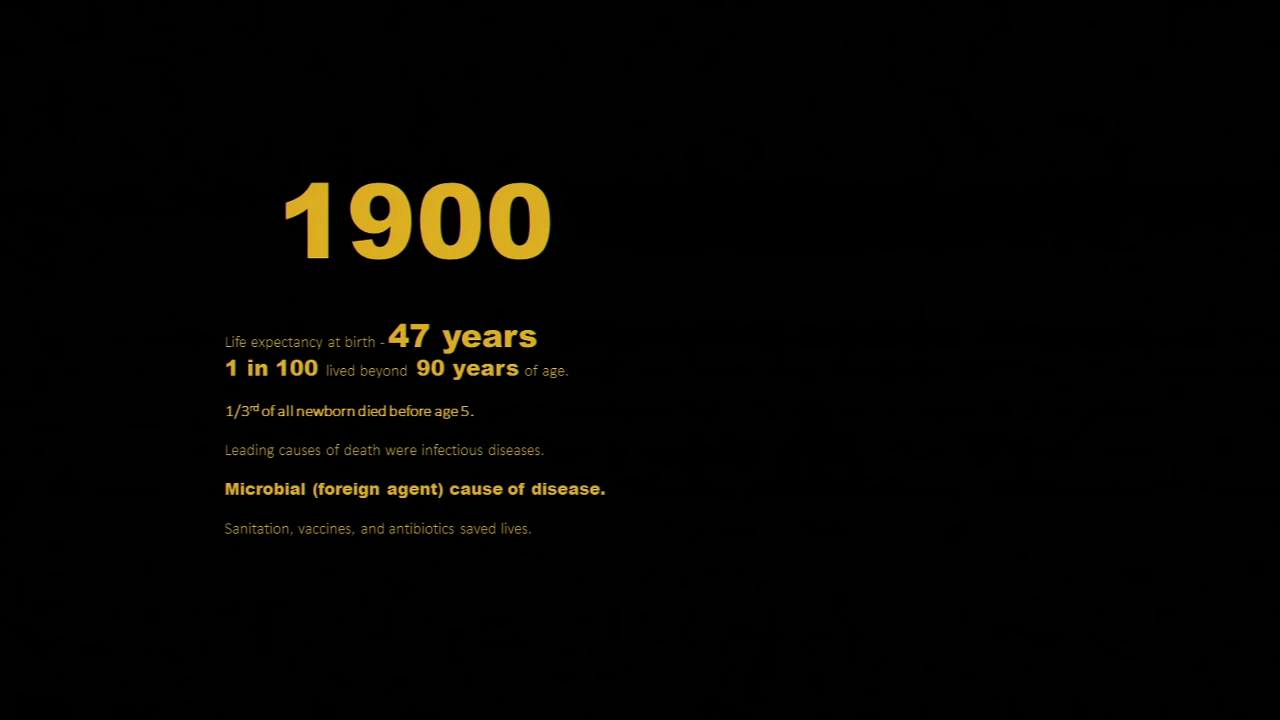 1900
Life expectancy at birth - 47 years
1 in 100 lived beyond 90 years of age.
1/3rd of all newborn died before age 5.
Leading causes of death were infectious diseases.
Microbial (foreign agent) cause of disease.
Sanitation, vaccines, and antibiotics saved lives.